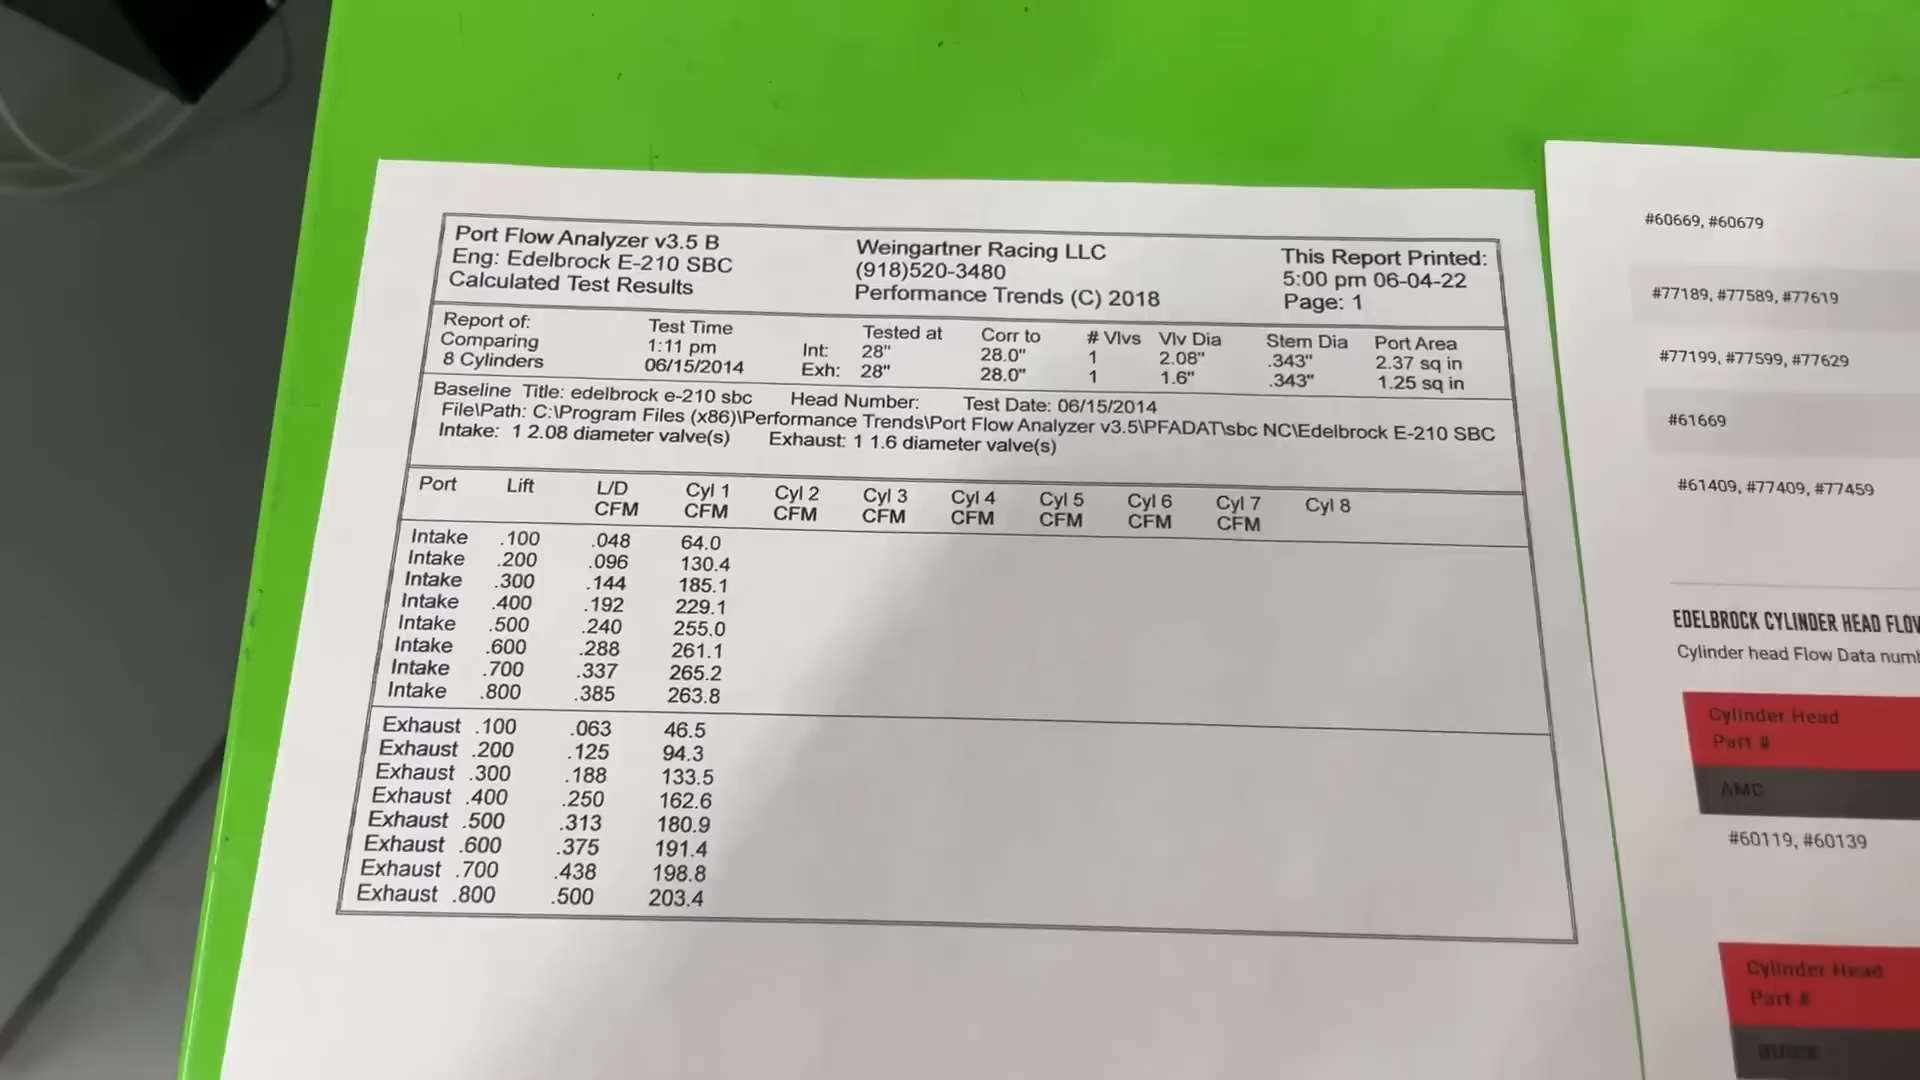 Port Flow Analyzer v3.5 B Weingartner Racing LLC This Report Printed:
Eng: Edelbrock E-210 SBC (918)520-3480 5:00 pm 06-04-22
Calculated Test Results Performance Trends (C) 2018 Page: 1
Report of: Test Time Tested at Corr to # Vlvs Vlv Dia Stem Dia Port Area
Comparing 1:11 pm Int: 28" 28.0" 1 2.08" .343" 2.37 sq in
8 Cylinders 06/15/2014 Exh: 28" 28.0" 1 1.6" .343" 1.25 sq in
Baseline Title: edelbrock e-210 sbc Head Number: Test Date: 06/15/2014
File\Path: C:\Program Files (x86)\Performance Trends\Port Flow Analyzer v3.5\PFADAT\sbc NC\Edelbrock E-210 SBC
Intake: 1 2.08 diameter valve(s) Exhaust: 1 1.6 diameter valve(s)
Port Lift L/D Cyl 1 Cyl 2 Cyl 3 Cyl 4 Cyl 5 Cyl 6 Cyl 7 Cyl 8
CFM CFM CFM CFM CFM CFM CFM CFM
Intake .100 .048 64.0
Intake .200 .096 130.4
Intake .300 .144 185.1
Intake .400 .192 229.1
Intake .500 .240 255.0
Intake .600 .288 261.1
Intake .700 .337 265.2
Intake .800 .385 263.8
Exhaust .100 .063 46.5
Exhaust .200 .125 94.3
Exhaust .300 .188 133.5
Exhaust .400 .250 162.6
Exhaust .500 .313 180.9
Exhaust .600 .375 191.4
Exhaust .700 .438 198.8
Exhaust .800 .500 203.4
#60669, #60679
#77189, #77589, #77619
#77199, #77599, #77629
#61669
#61409, #77409, #77459
EDELBROCK CYLINDER HEAD
Cylinder head Flow Data
Cylinder Head
Part #
AMC
#60119, #60139
Cylinder Head
Part #
BUICK